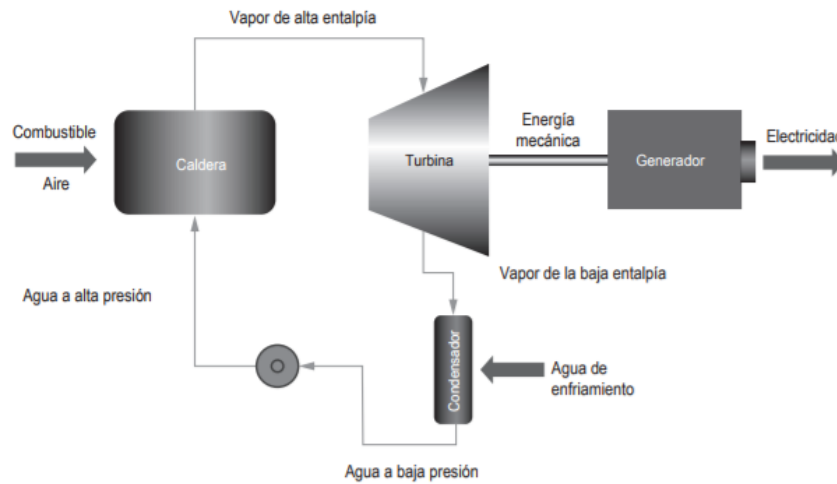 Vapor de alta entalpía
Combustible
Aire
Caldera
Turbina
Energía
mecánica
Generador
Electricidad
Vapor de la baja entalpía
Agua a alta presión
Condensador
Agua de
enfriamiento
Agua a baja presión